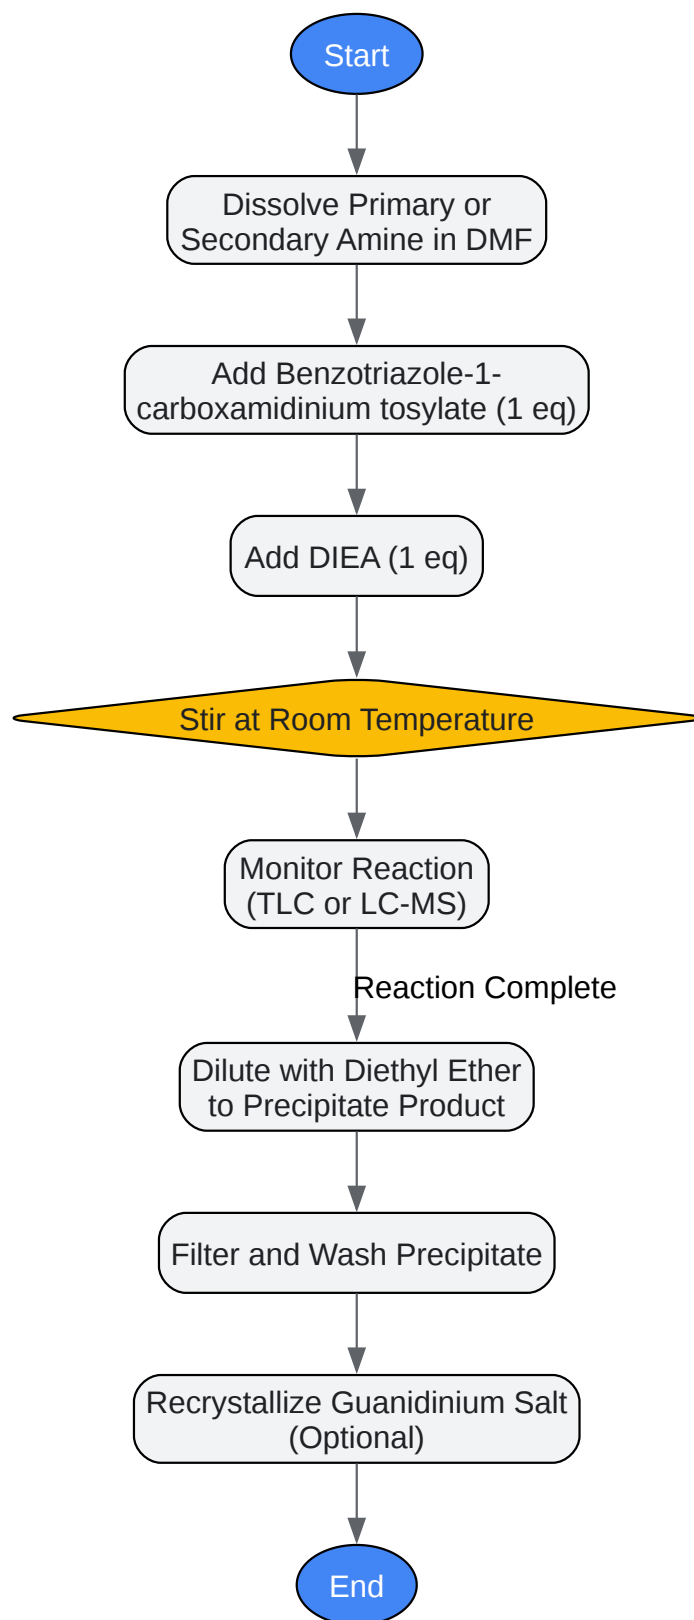 Start
Dissolve Primary or
Secondary Amine in DMF
Add Benzotriazole-1-
carboxamidinium tosylate (1 eq)
Add DIEA (1 eq)
Stir at Room Temperature
Monitor Reaction
(TLC or LC-MS)
Reaction Complete
Dilute with Diethyl Ether
to Precipitate Product
Filter and Wash Precipitate
Recrystallize Guanidinium Salt
(Optional)
End